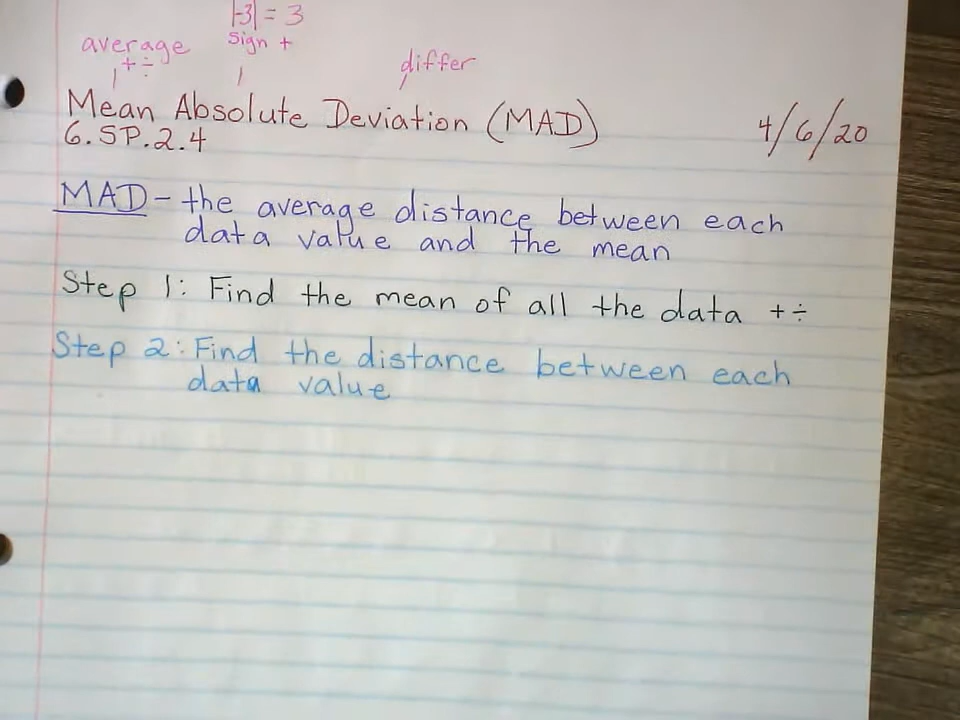 |-3| = 3
average sign + differ
+ ÷
Mean Absolute Deviation (MAD) 4/6/20
6.SP.2.4
MAD - the average distance between each
data value and the mean
Step 1: Find the mean of all the data + ÷
Step 2: Find the distance between each
data value